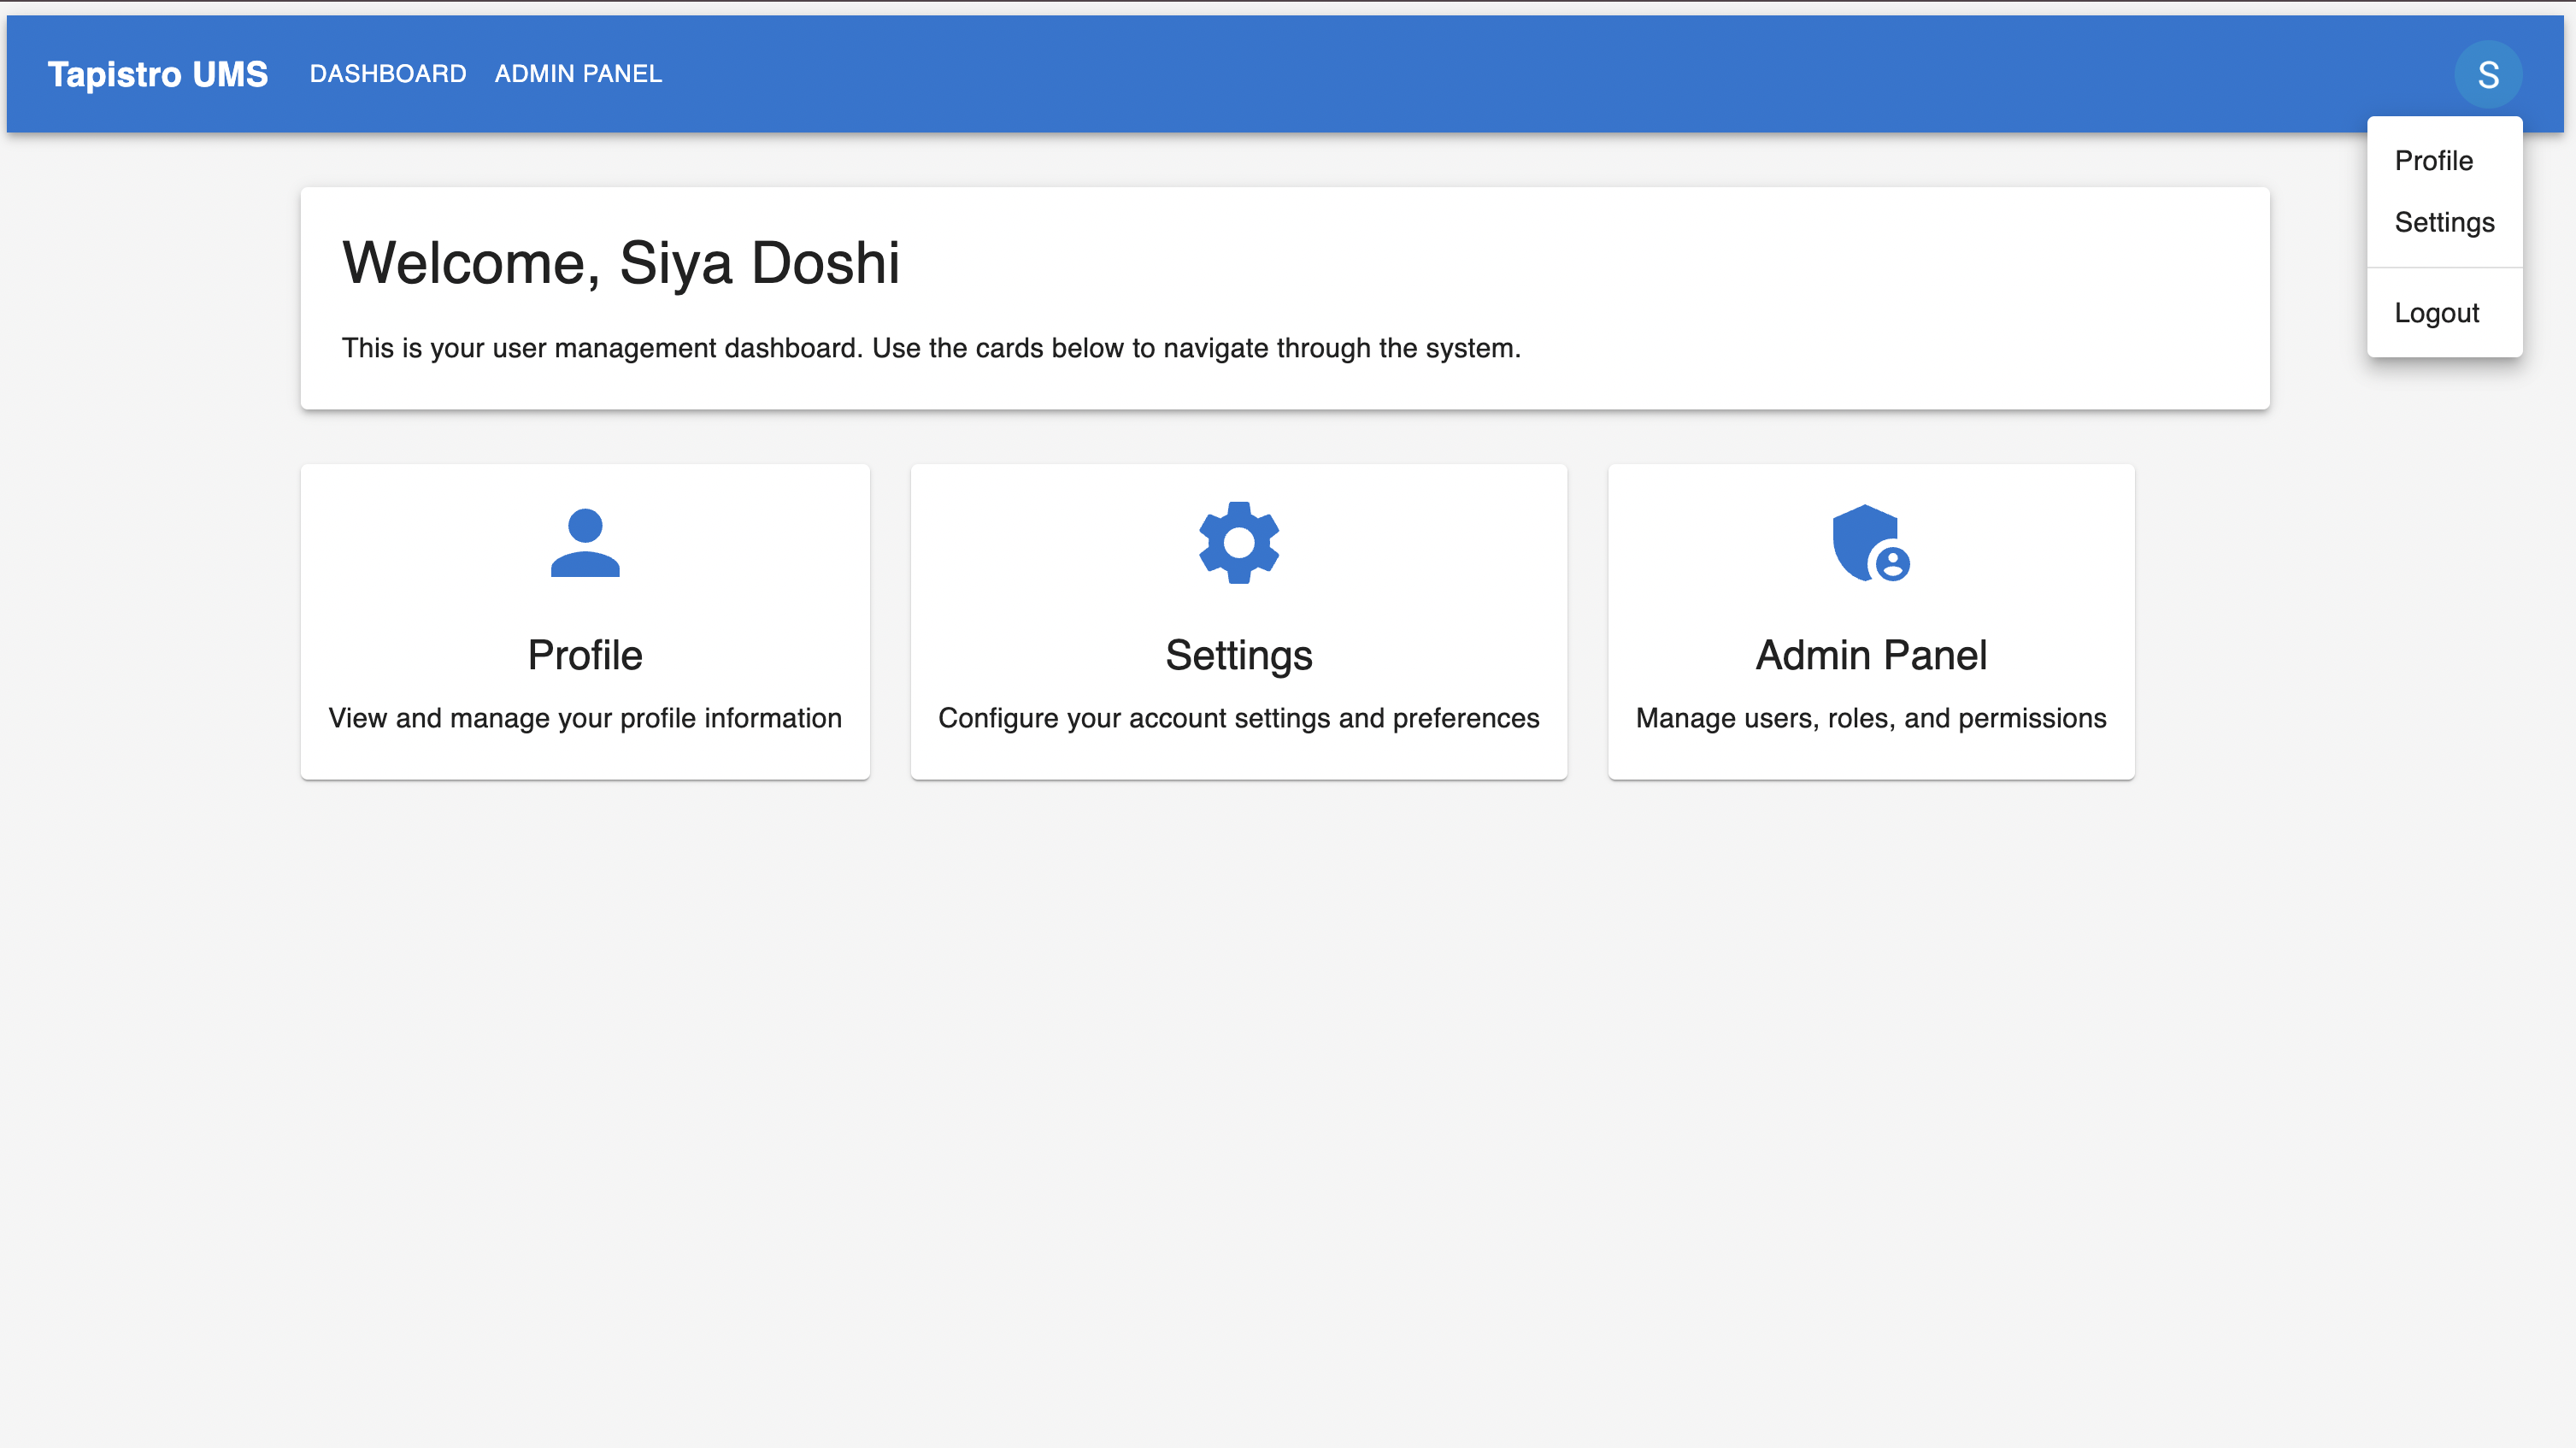 Tapistro UMS DASHBOARD ADMIN PANEL S
Profile
Settings
Logout
Welcome, Siya Doshi
This is your user management dashboard. Use the cards below to navigate through the system.
Profile
View and manage your profile information
Settings
Configure your account settings and preferences
Admin Panel
Manage users, roles, and permissions